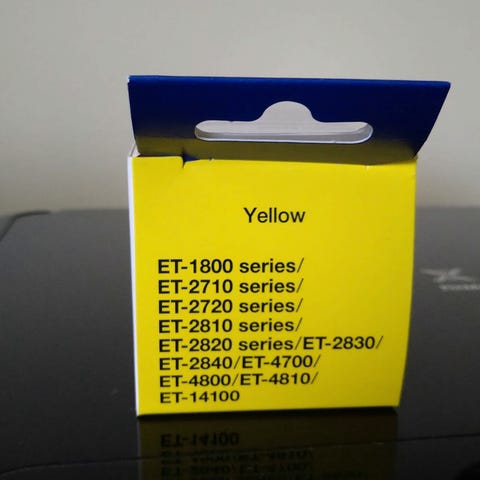 Yellow
ET-1800 series/
ET-2710 series/
ET-2720 series/
ET-2810 series/
ET-2820 series/ET-2830/
ET-2840/ET-4700/
ET-4800/ET-4810/
ET-14100